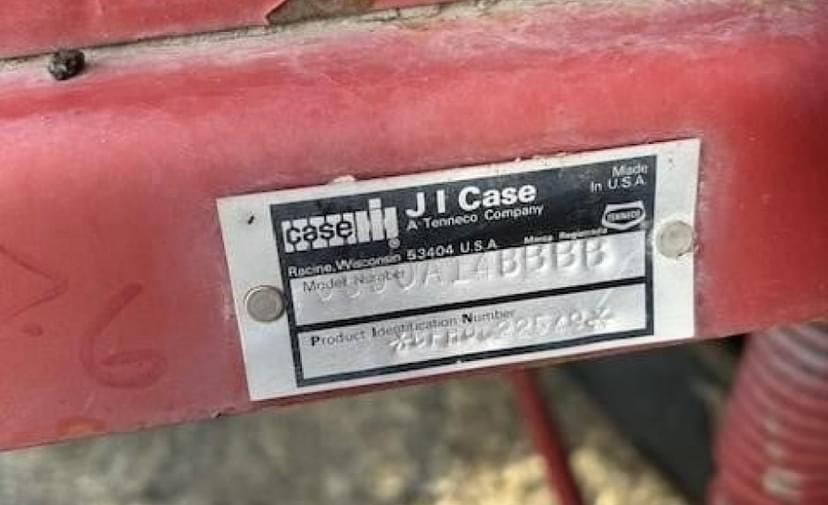 case IH ®
J I Case
A Tenneco Company
Made
In U.S.A.
TENNECO
Racine, Wisconsin 53404 U.S.A.
Marca Registrada
Model Number
Product Identification Number